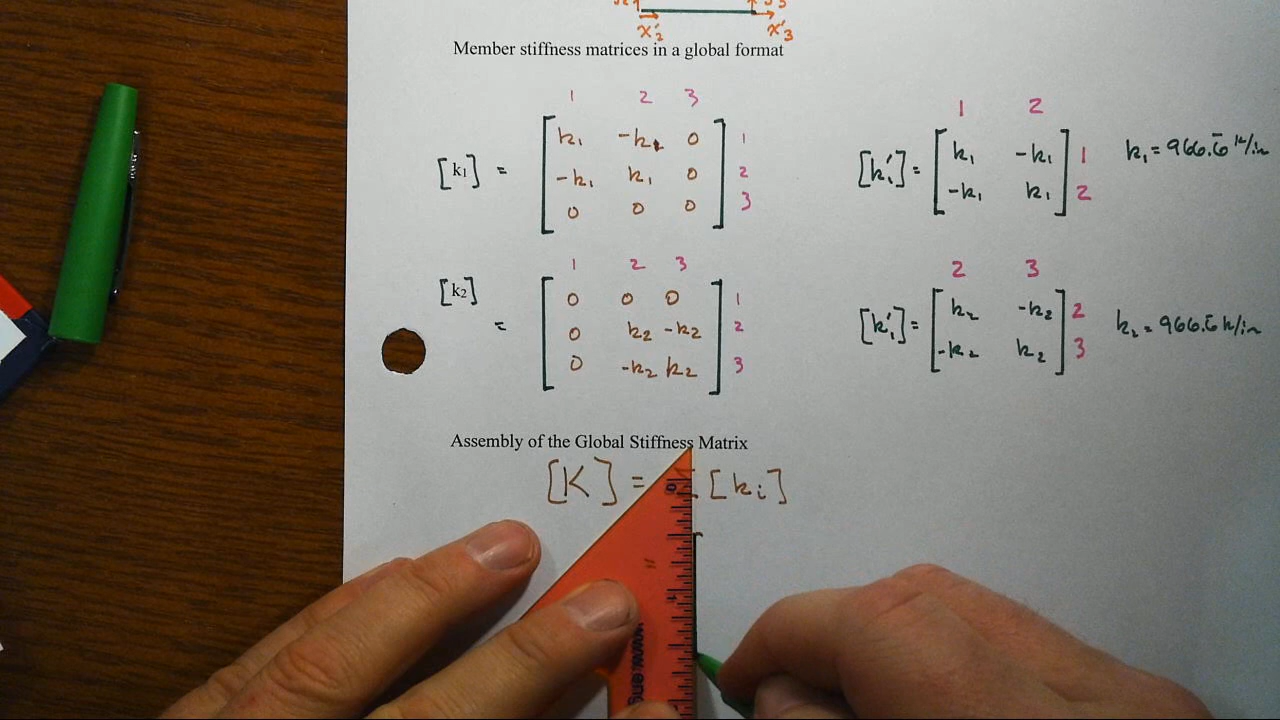 x'2 x'3
Member stiffness matrices in a global format
1 2 3
k1 -k1 0 1
[k1] = -k1 k1 0 2
0 0 0 3
1 2
[k'1] = k1 -k1 1
-k1 k1 2
k1 = 966.6̅ k/in
1 2 3
0 0 0 1
[k2] = 0 k2 -k2 2
0 -k2 k2 3
2 3
[k'1] = k2 -k2 2
-k2 k2 3
k2 = 966.6̅ k/in
Assembly of the Global Stiffness Matrix
[K] = Σ [ki]
=